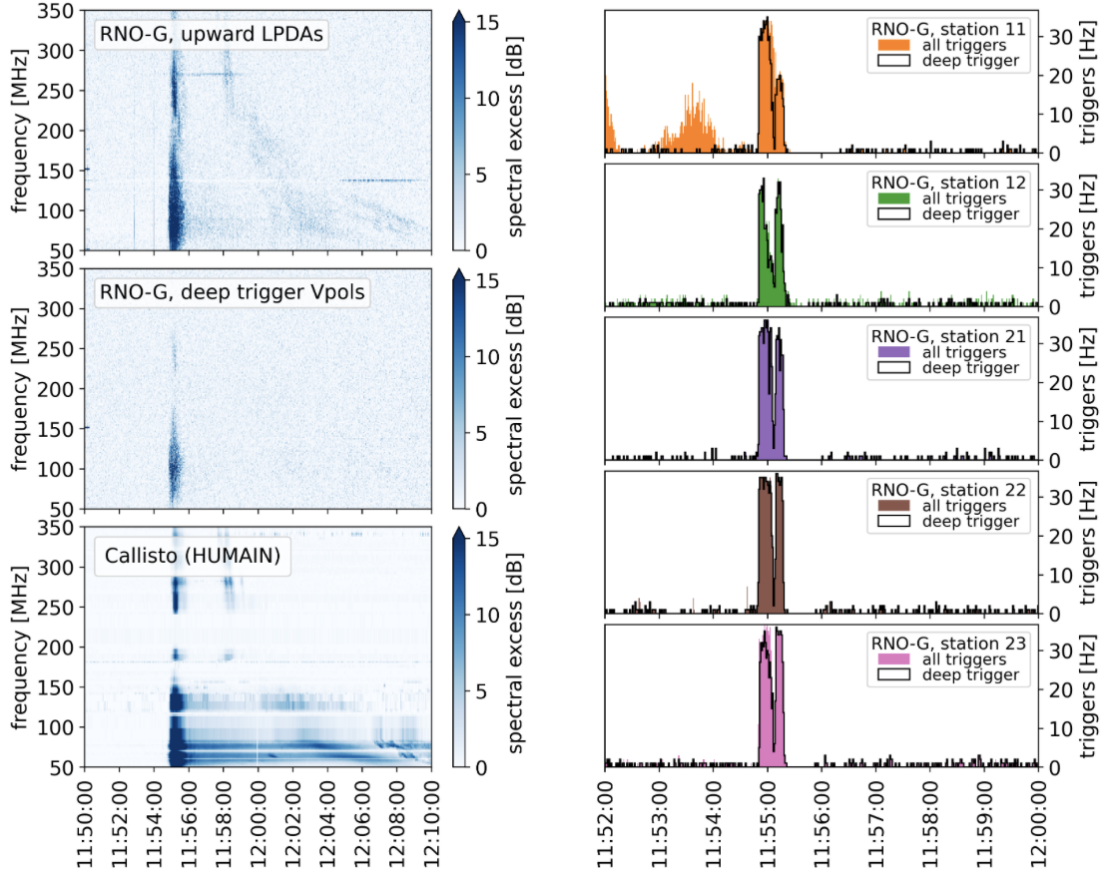 RNO-G, upward LPDAs
frequency [MHz]
350
300
250
200
150
100
50
15
10
5
0
spectral excess [dB]
RNO-G, deep trigger Vpols
frequency [MHz]
350
300
250
200
150
100
50
15
10
5
0
spectral excess [dB]
Callisto (HUMAIN)
frequency [MHz]
350
300
250
200
150
100
50
15
10
5
0
spectral excess [dB]
11:50:00
11:52:00
11:54:00
11:56:00
11:58:00
12:00:00
12:02:00
12:04:00
12:06:00
12:08:00
12:10:00
RNO-G, station 11
all triggers
deep trigger
30
20
10
0
triggers [Hz]
RNO-G, station 12
all triggers
deep trigger
30
20
10
0
triggers [Hz]
RNO-G, station 21
all triggers
deep trigger
30
20
10
0
triggers [Hz]
RNO-G, station 22
all triggers
deep trigger
30
20
10
0
triggers [Hz]
RNO-G, station 23
all triggers
deep trigger
30
20
10
0
triggers [Hz]
11:52:00
11:53:00
11:54:00
11:55:00
11:56:00
11:57:00
11:58:00
11:59:00
12:00:00